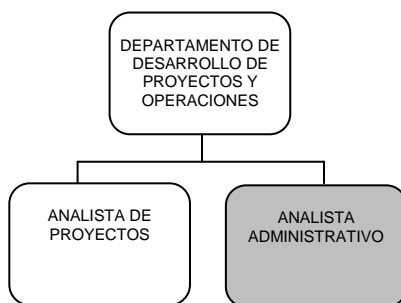 DEPARTAMENTO DE
DESARROLLO DE
PROYECTOS Y
OPERACIONES
ANALISTA DE
PROYECTOS
ANALISTA
ADMINISTRATIVO